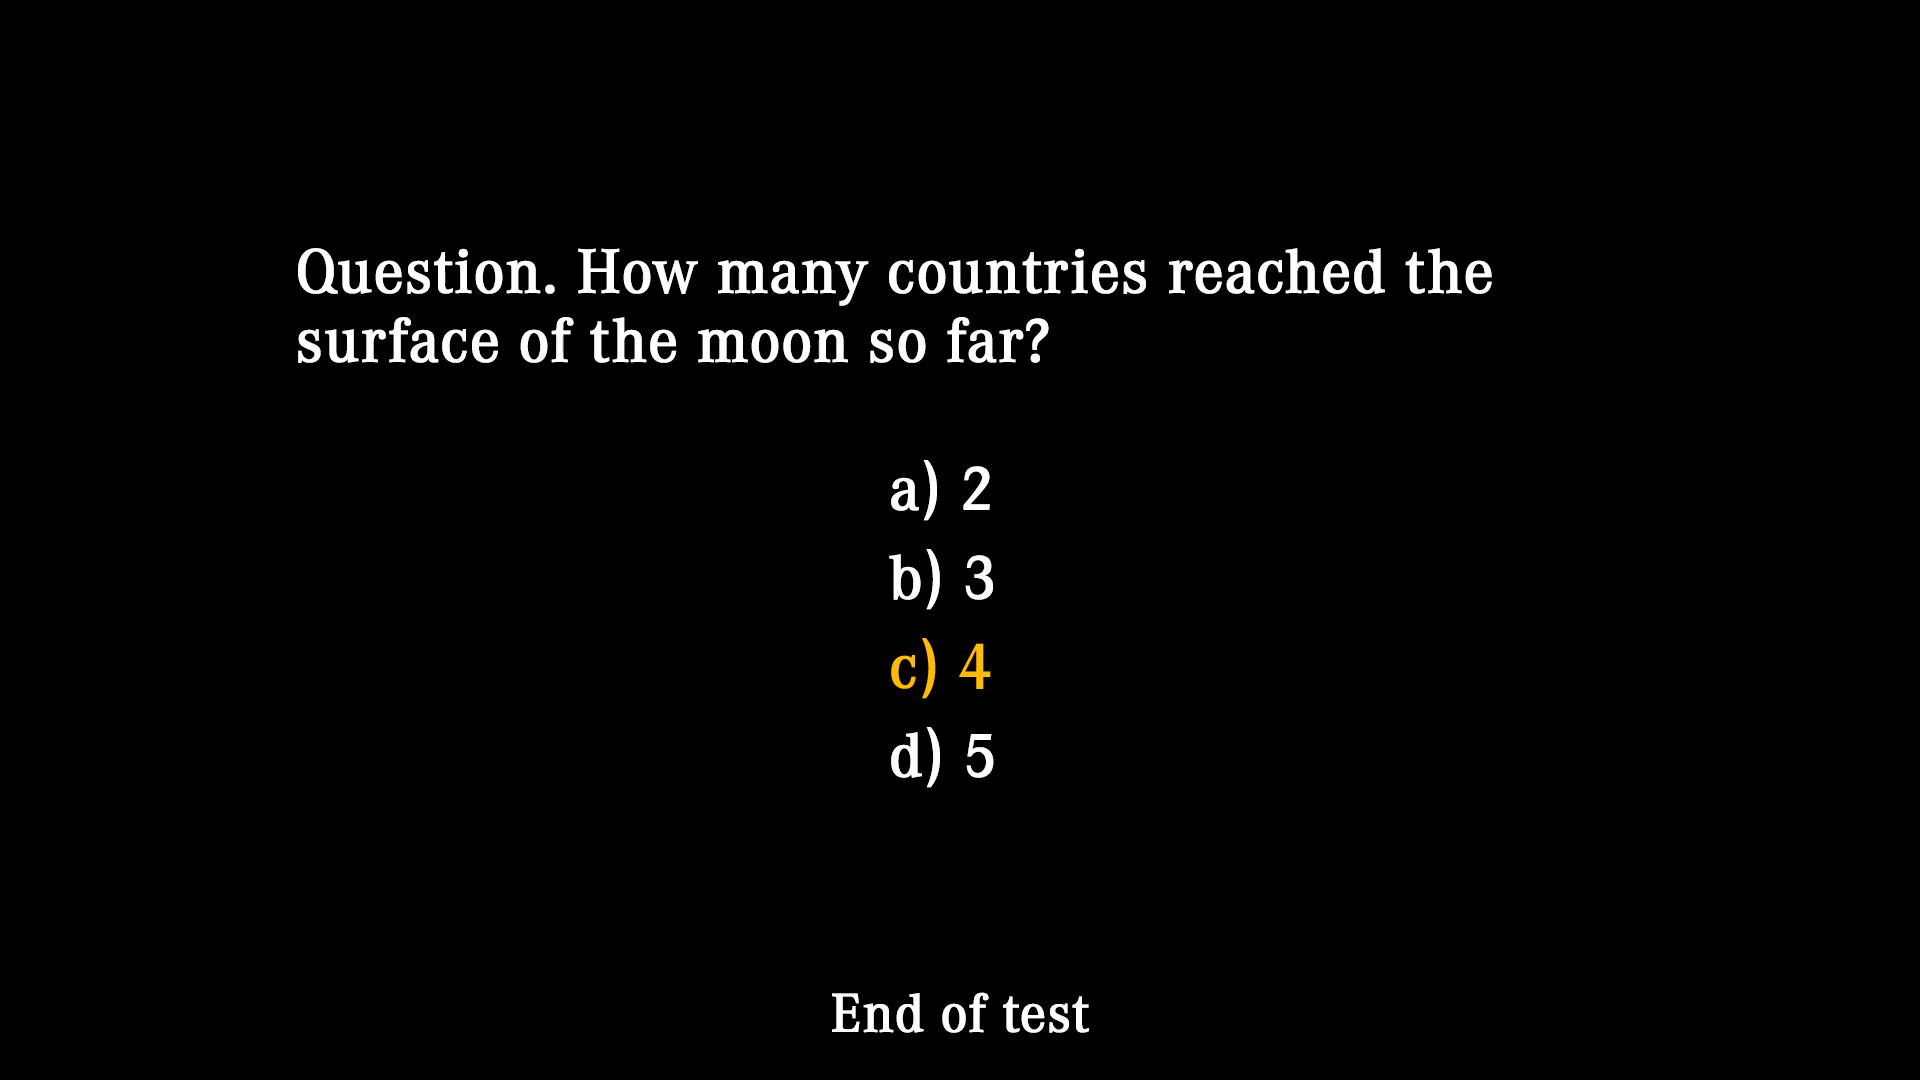 Question. How many countries reached the
surface of the moon so far?
a) 2
b) 3
c) 4
d) 5
End of test